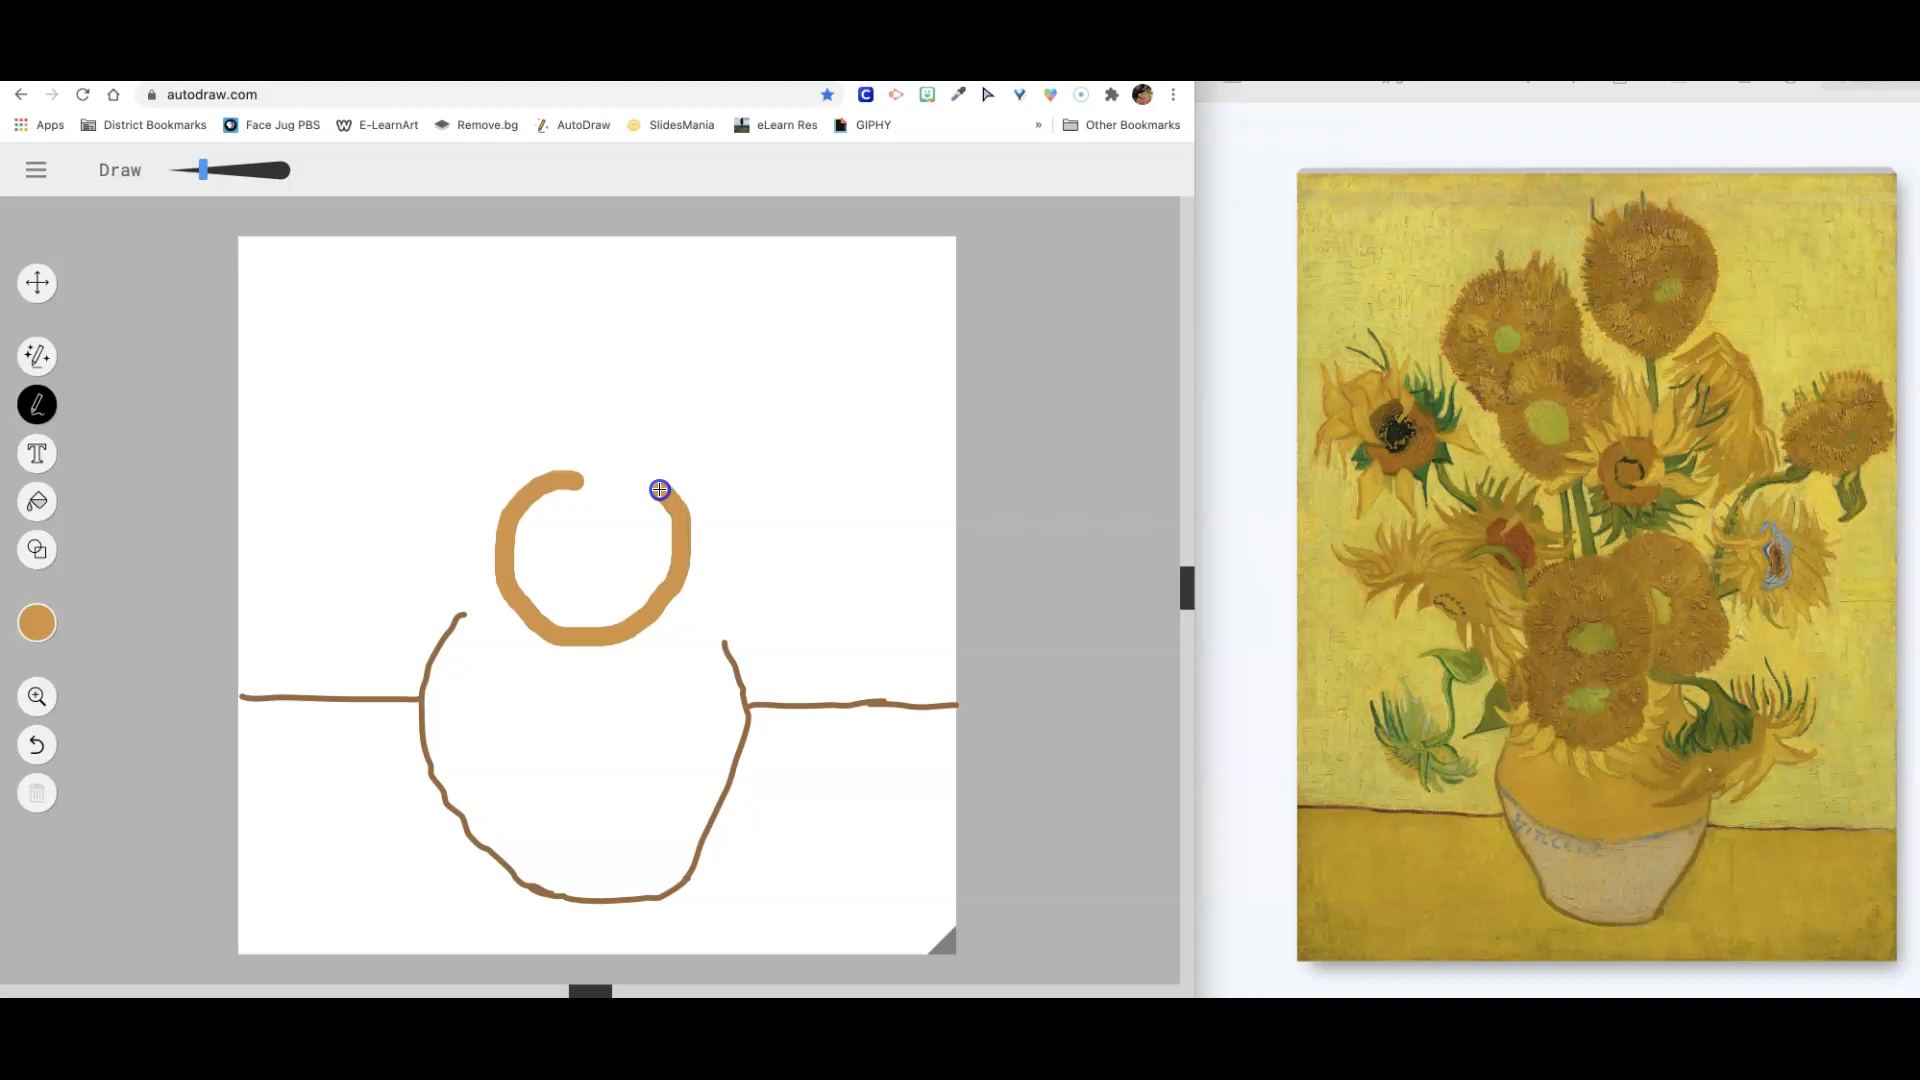 autodraw.com
Apps District Bookmarks Face Jug PBS E-LearnArt Remove.bg AutoDraw SlidesMania eLearn Res GIPHY » Other Bookmarks
Draw
Vincent